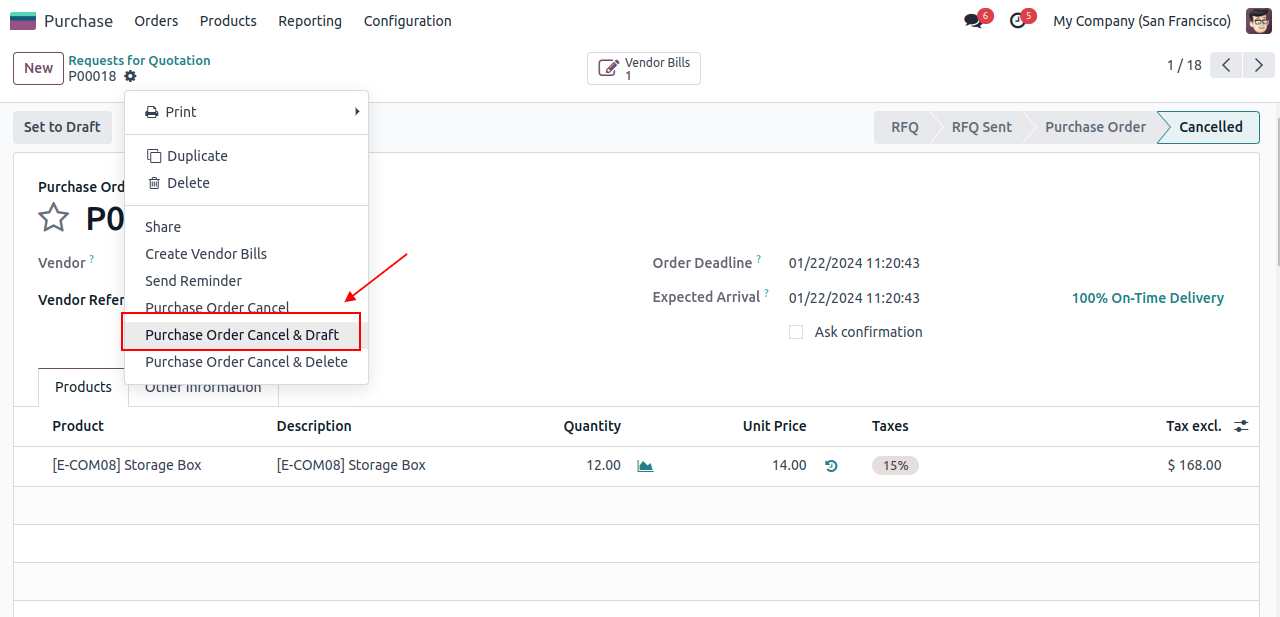 Purchase Orders Products Reporting Configuration 6 5 My Company (San Francisco)
New Requests for Quotation
P00018
Vendor Bills
1
1 / 18
Set to Draft
RFQ RFQ Sent Purchase Order Cancelled
Print
Duplicate
Delete
Share
Create Vendor Bills
Send Reminder
Purchase Order Cancel
Purchase Order Cancel & Draft
Purchase Order Cancel & Delete
Purchase Ord
P0
Vendor ?
Vendor Refer
Order Deadline ? 01/22/2024 11:20:43
Expected Arrival ? 01/22/2024 11:20:43 100% On-Time Delivery
Ask confirmation
Products Other Information
Product Description Quantity Unit Price Taxes Tax excl.
[E-COM08] Storage Box [E-COM08] Storage Box 12.00 14.00 15% $ 168.00